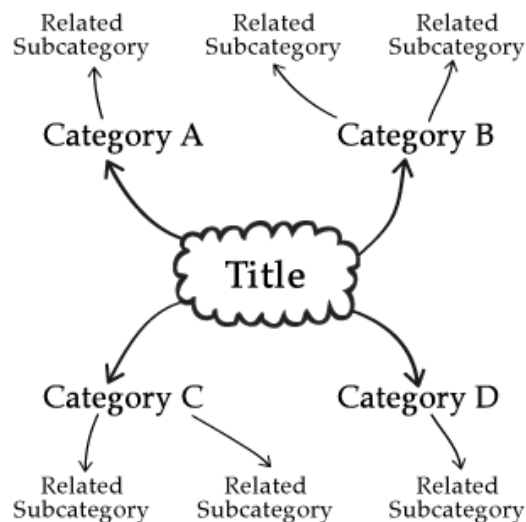 Related
Subcategory
Related
Subcategory
Related
Subcategory
Category A
Category B
Title
Category C
Category D
Related
Subcategory
Related
Subcategory
Related
Subcategory